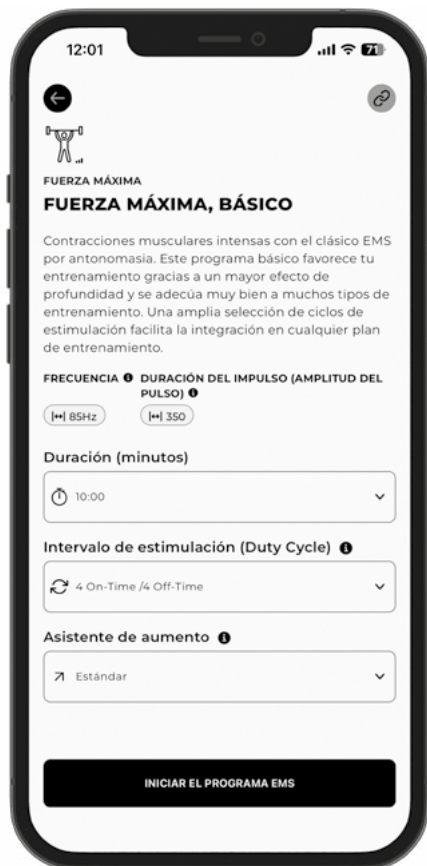 12:01
71
FUERZA MÁXIMA
FUERZA MÁXIMA, BÁSICO
Contracciones musculares intensas con el clásico EMS
por antonomasia. Este programa básico favorece tu
entrenamiento gracias a un mayor efecto de
profundidad y se adecúa muy bien a muchos tipos de
entrenamiento. Una amplia selección de ciclos de
estimulación facilita la integración en cualquier plan
de entrenamiento.
FRECUENCIA
85Hz
DURACIÓN DEL IMPULSO (AMPLITUD DEL
PULSO)
350
Duración (minutos)
10:00
Intervalo de estimulación (Duty Cycle)
4 On-Time /4 Off-Time
Asistente de aumento
Estándar
INICIAR EL PROGRAMA EMS